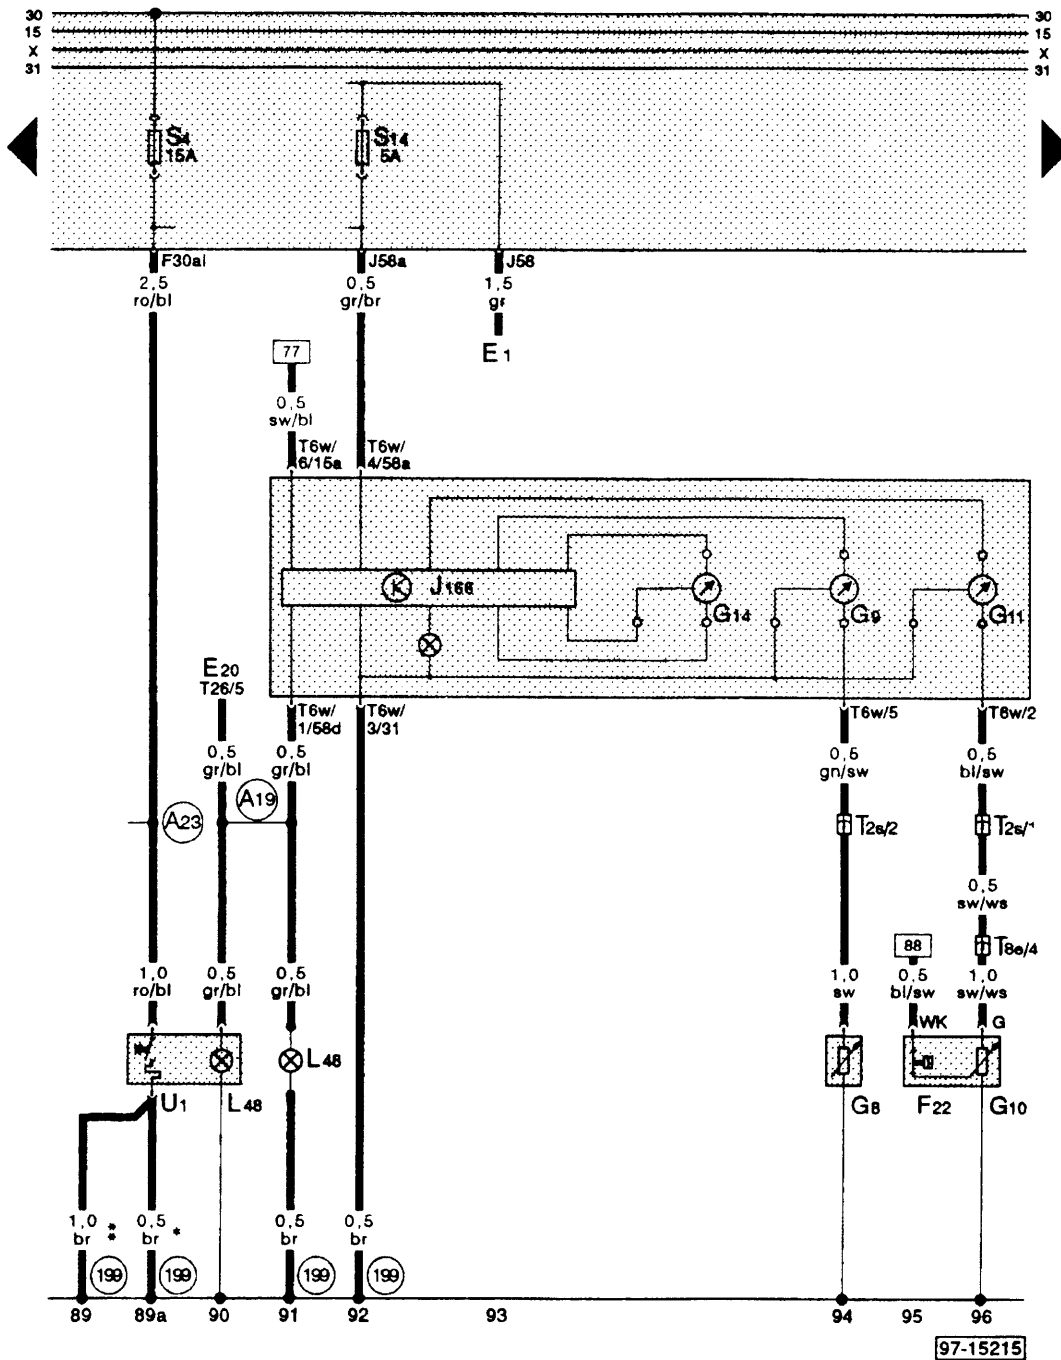 30 30
15 15
X X
31 31
S4
15A
S14
5A
F30al
J58a
J58
2,5
ro/bl
0,5
gr/br
1,5
gr
E1
77
0,5
sw/bl
T6w/
6/15a
T6w/
4/58a
K
J166
G14
G9
G11
E20
T26/5
T6w/
1/58d
T6w/
3/31
T6w/5
T6w/2
0,5
gr/bl
0,5
gr/bl
0,5
gn/sw
0,5
bl/sw
A23
A19
T2s/2
T2s/1
0,5
sw/ws
88
T8e/4
1,0
ro/bl
0,5
gr/bl
0,5
gr/bl
1,0
sw
0,5
bl/sw
1,0
sw/ws
WK
G
L48
U1
L48
G8
F22
G10
1,0
br
**
0,5
br
*
0,5
br
0,5
br
199
199
199
199
89 89a 90 91 92 93 94 95 96
97-15215